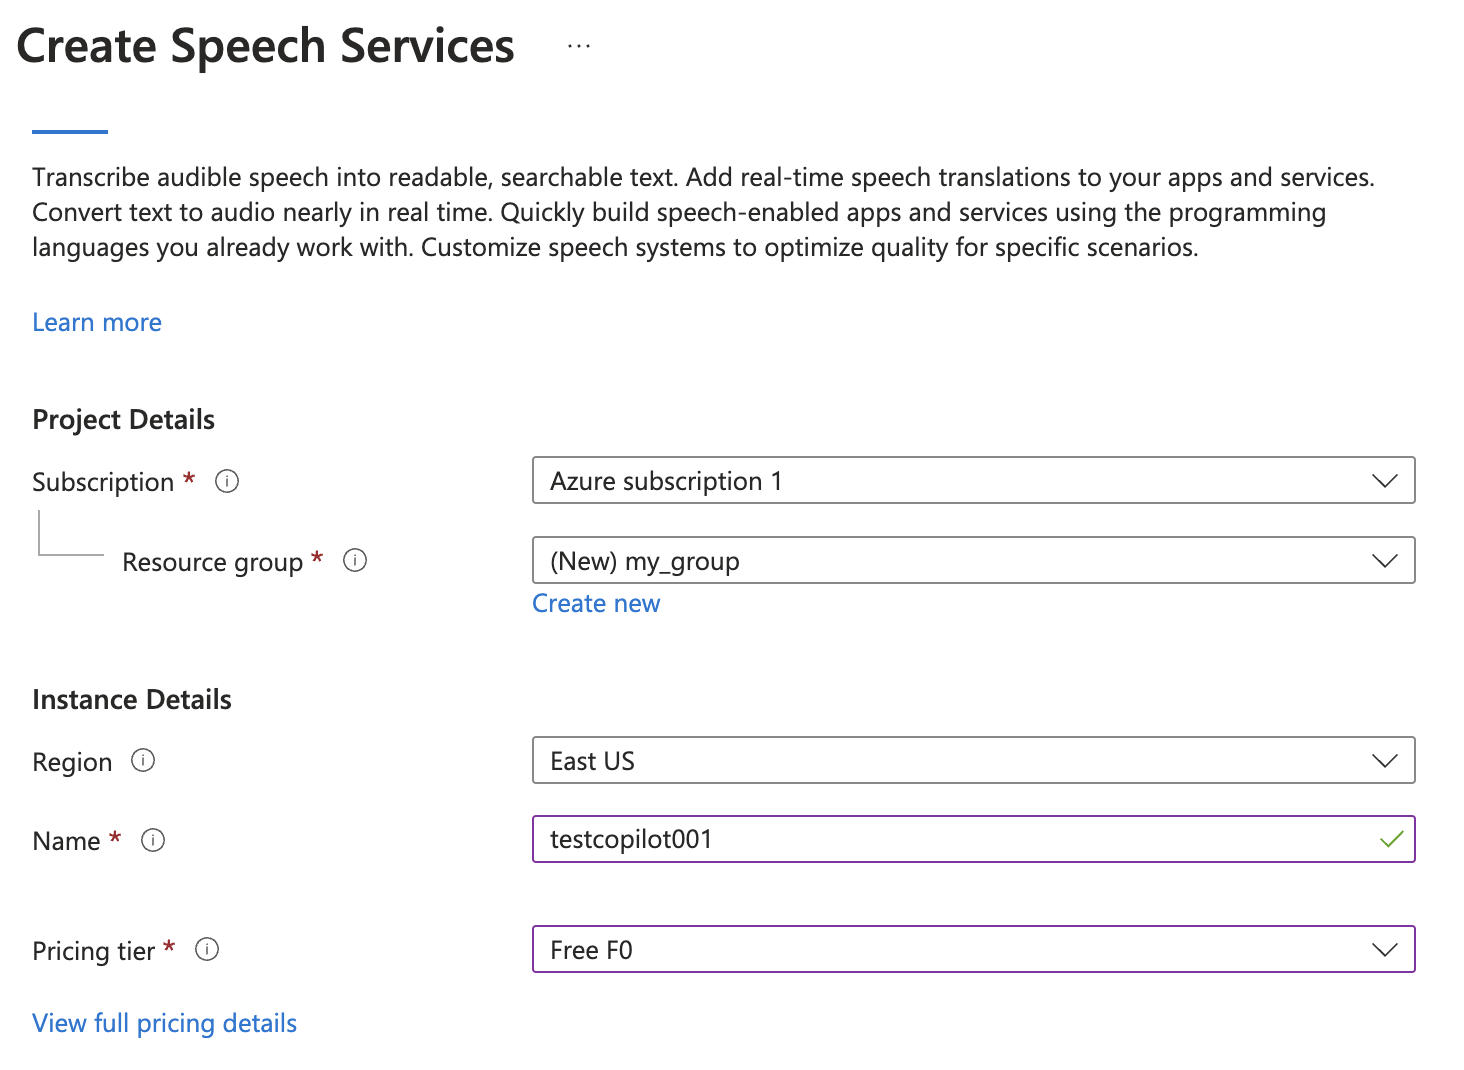 Create Speech Services ...
Transcribe audible speech into readable, searchable text. Add real-time speech translations to your apps and services.
Convert text to audio nearly in real time. Quickly build speech-enabled apps and services using the programming
languages you already work with. Customize speech systems to optimize quality for specific scenarios.
Learn more
Project Details
Subscription * Azure subscription 1
Resource group * (New) my_group
Create new
Instance Details
Region East US
Name * testcopilot001
Pricing tier * Free F0
View full pricing details